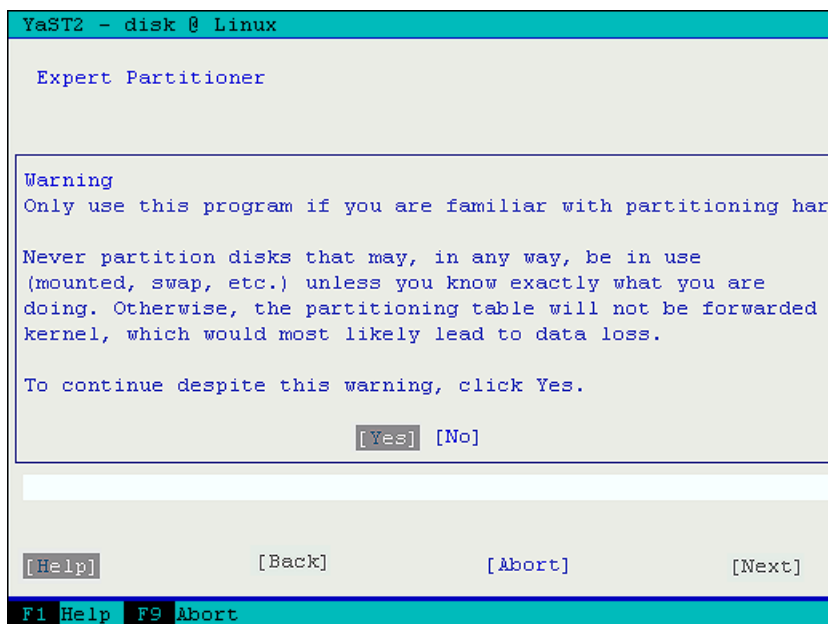 YaST2 - disk @ Linux
Expert Partitioner
Warning
Only use this program if you are familiar with partitioning har
Never partition disks that may, in any way, be in use
(mounted, swap, etc.) unless you know exactly what you are
doing. Otherwise, the partitioning table will not be forwarded
kernel, which would most likely lead to data loss.
To continue despite this warning, click Yes.
[Yes] [No]
[Help] [Back] [Abort] [Next]
F1 Help F9 Abort